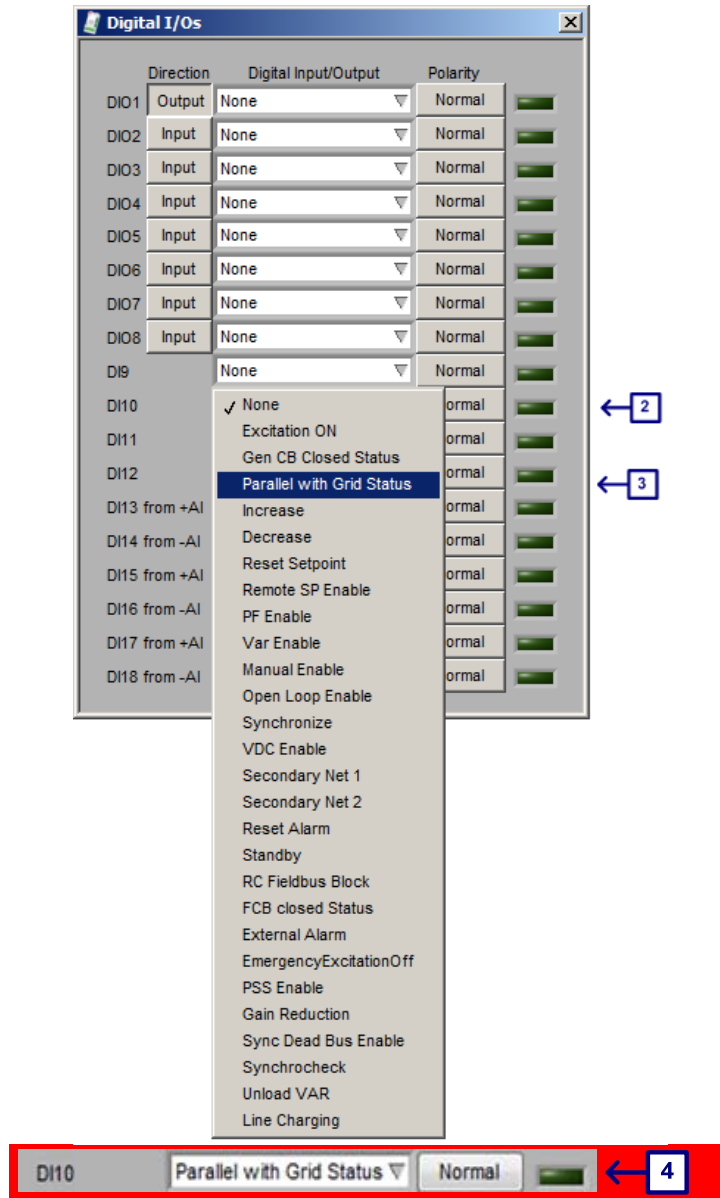 Digital I/Os
Direction Digital Input/Output Polarity
DIO1 Output None Normal
DIO2 Input None Normal
DIO3 Input None Normal
DIO4 Input None Normal
DIO5 Input None Normal
DIO6 Input None Normal
DIO7 Input None Normal
DIO8 Input None Normal
DI9 None Normal
DI10 None ormal 2
DI11 Excitation ON ormal
Gen CB Closed Status
DI12 Parallel with Grid Status ormal 3
DI13 from +AI Increase ormal
DI14 from -AI Decrease ormal
Reset Setpoint
DI15 from +AI Remote SP Enable ormal
DI16 from -AI PF Enable ormal
DI17 from +AI Var Enable ormal
DI18 from -AI Manual Enable ormal
Open Loop Enable
Synchronize
VDC Enable
Secondary Net 1
Secondary Net 2
Reset Alarm
Standby
RC Fieldbus Block
FCB closed Status
External Alarm
EmergencyExcitationOff
PSS Enable
Gain Reduction
Sync Dead Bus Enable
Synchrocheck
Unload VAR
Line Charging
DI10 Parallel with Grid Status Normal 4